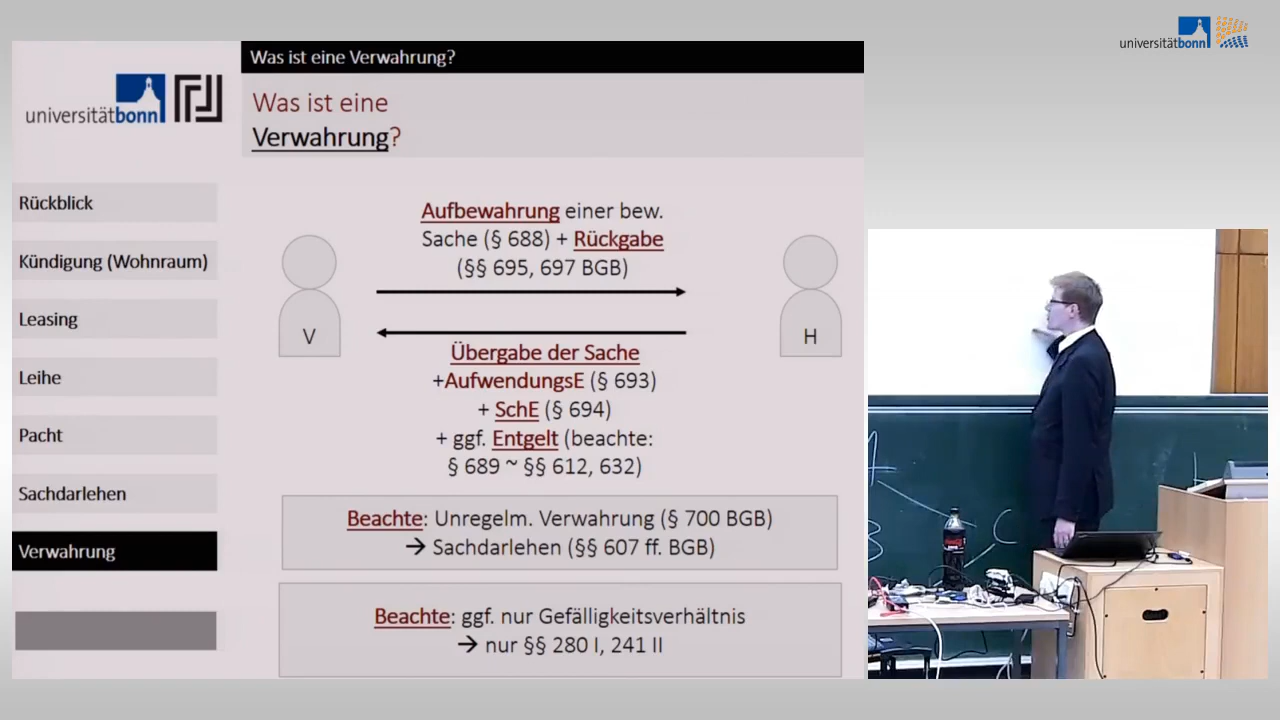 universitätbonn
Was ist eine Verwahrung?
universitätbonn
Was ist eine
Verwahrung?
Rückblick
Kündigung (Wohnraum)
Leasing
Leihe
Pacht
Sachdarlehen
Verwahrung
Aufbewahrung einer bew.
Sache (§ 688) + Rückgabe
(§§ 695, 697 BGB)
V
H
Übergabe der Sache
+AufwendungsE (§ 693)
+ SchE (§ 694)
+ ggf. Entgelt (beachte:
§ 689 ~ §§ 612, 632)
Beachte: Unregelm. Verwahrung (§ 700 BGB)
→ Sachdarlehen (§§ 607 ff. BGB)
Beachte: ggf. nur Gefälligkeitsverhältnis
→ nur §§ 280 I, 241 II
A
B
C